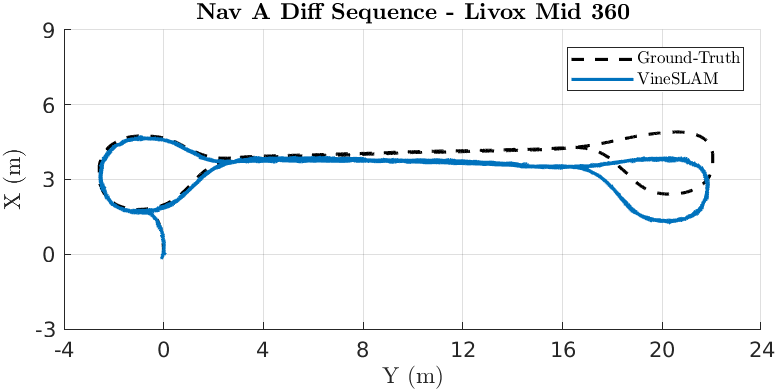 Nav A Diff Sequence - Livox Mid 360
9
6
3
0
-3
X (m)
Ground-Truth
VineSLAM
-4
0
4
8
12
16
20
24
Y (m)